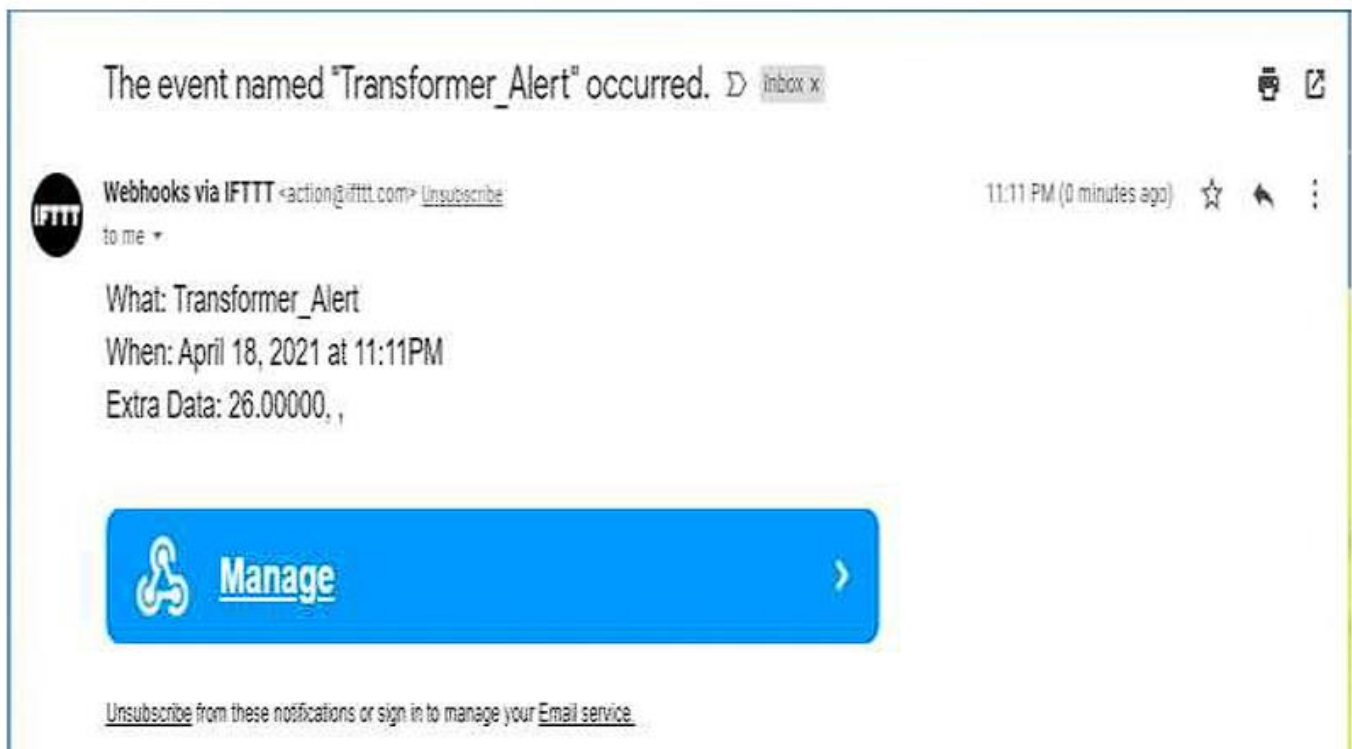 The event named "Transformer_Alert" occurred. Inbox x
IFTTT
Webhooks via IFTTT <action@ifttt.com> Unsubscribe
11:11 PM (0 minutes ago)
to me
What: Transformer_Alert
When: April 18, 2021 at 11:11PM
Extra Data: 26.00000, ,
Manage
Unsubscribe from these notifications or sign in to manage your Email service.